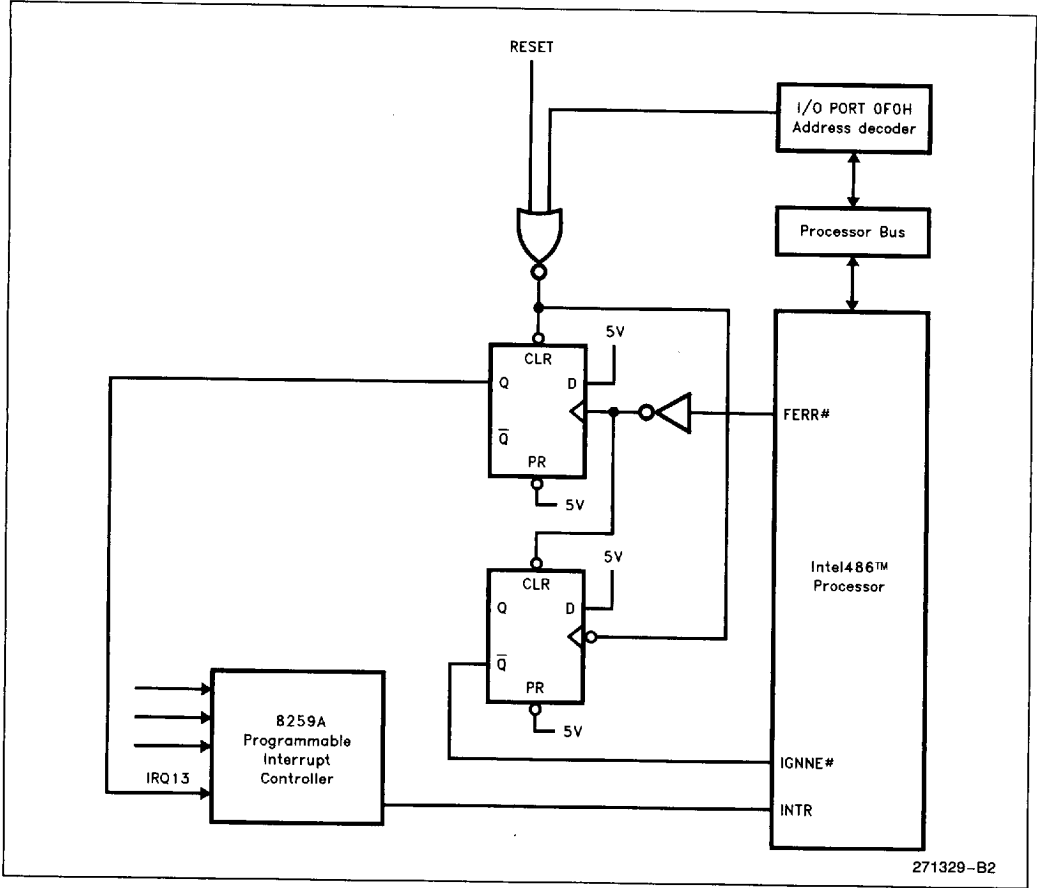 RESET
I/O PORT 0F0H
Address decoder
Processor Bus
5V
CLR
Q
D
Q
PR
5V
FERR#
5V
CLR
Q
D
Q
PR
5V
Intel486™
Processor
8259A
Programmable
Interrupt
Controller
IRQ13
IGNNE#
INTR
271329-B2